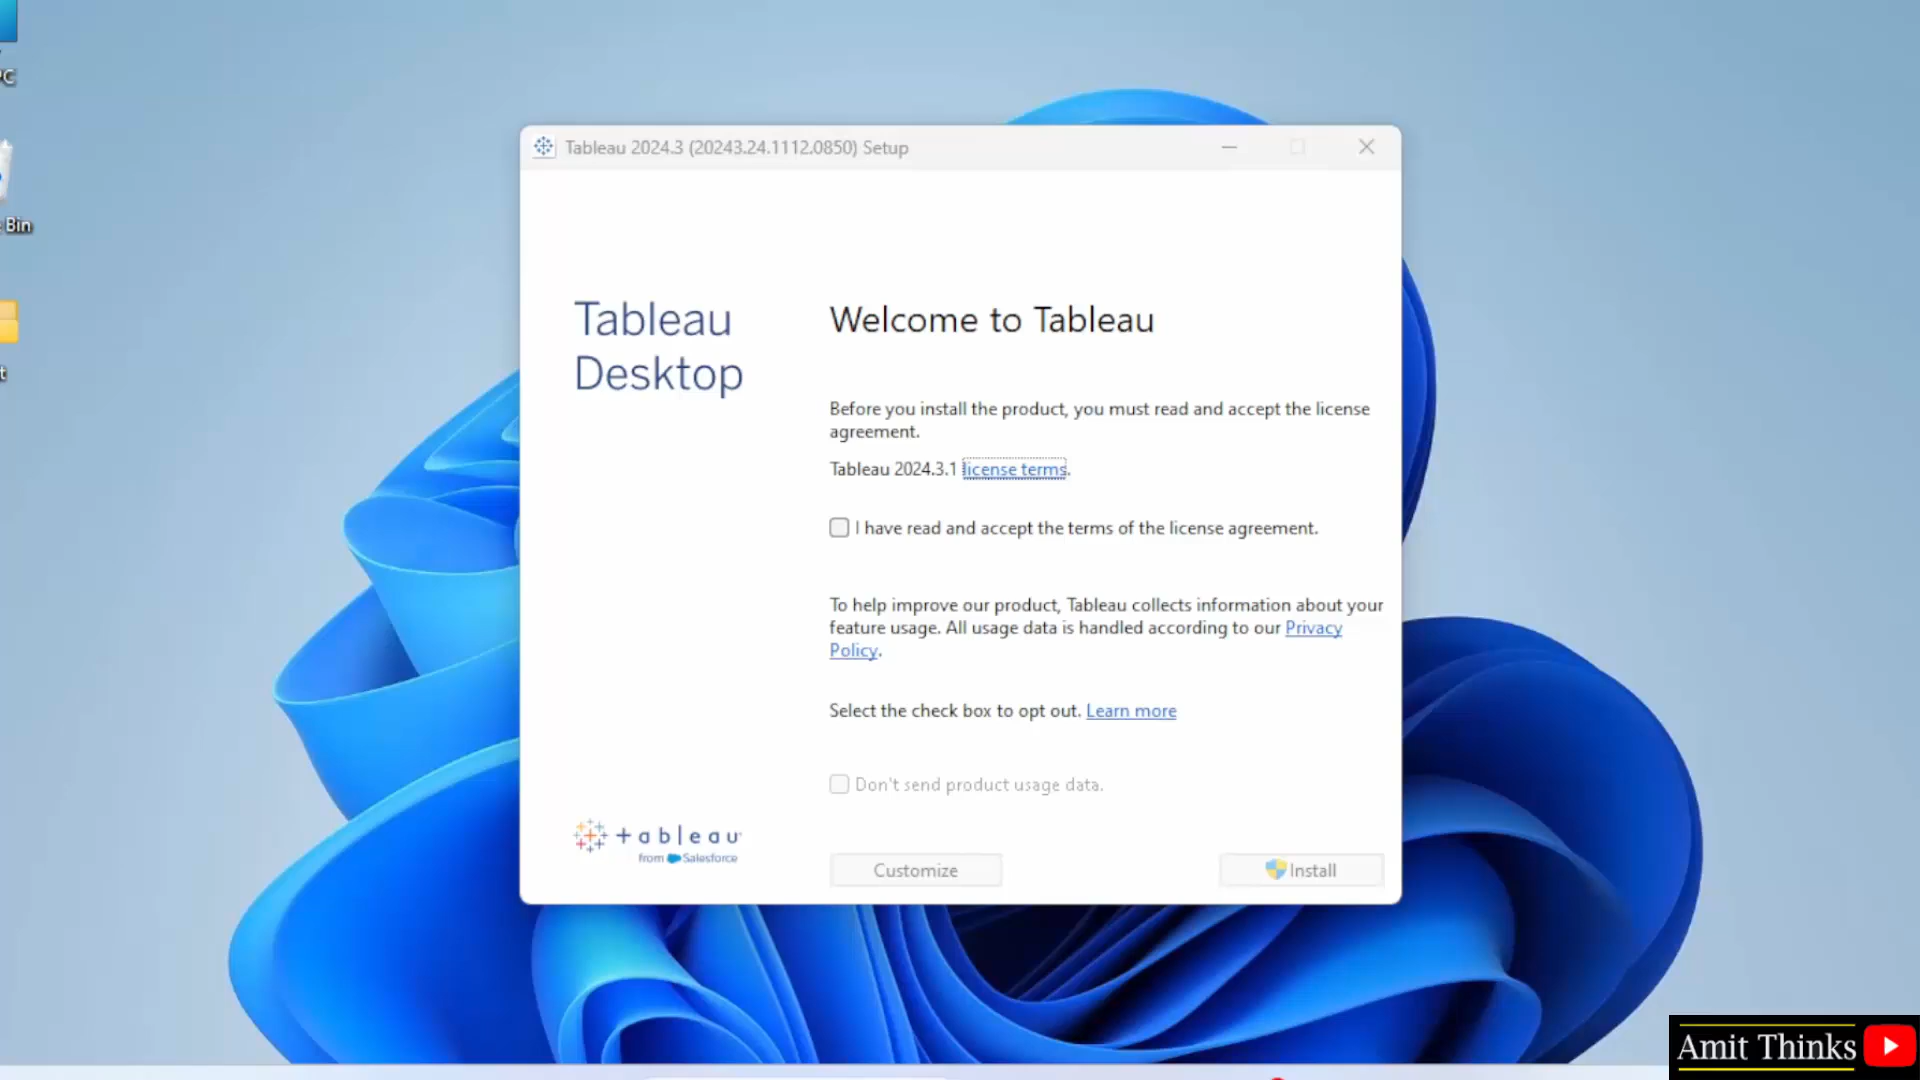 PC
Bin
t
Tableau 2024.3 (20243.24.1112.0850) Setup
Tableau
Desktop
Welcome to Tableau
Before you install the product, you must read and accept the license
agreement.
Tableau 2024.3.1 license terms.
I have read and accept the terms of the license agreement.
To help improve our product, Tableau collects information about your
feature usage. All usage data is handled according to our Privacy
Policy.
Select the check box to opt out. Learn more
Don't send product usage data.
+ableau
from Salesforce
Customize
Install
Amit Thinks